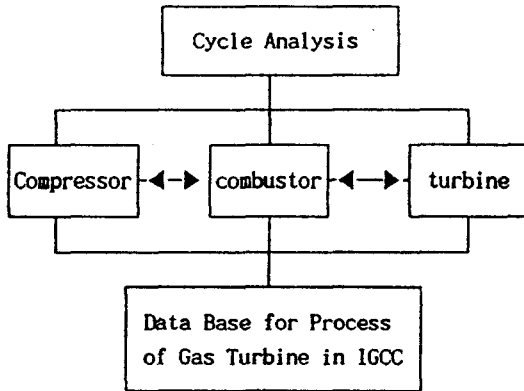 Cycle Analysis
Compressor combustor turbine
Data Base for Process
of Gas Turbine in IGCC